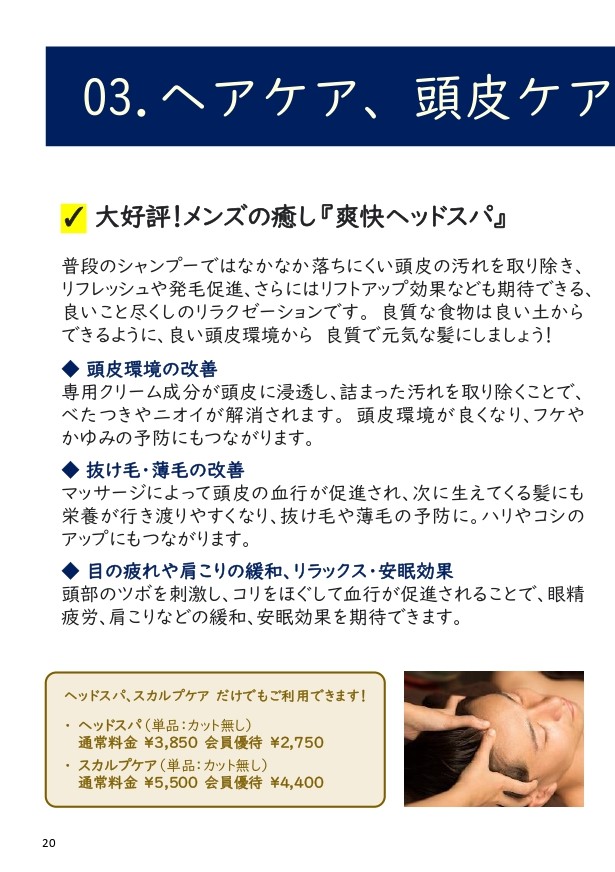 03. ヘアケア、頭皮ケア
✓ 大好評!メンズの癒し『爽快ヘッドスパ』
普段のシャンプーではなかなか落ちにくい頭皮の汚れを取り除き、
リフレッシュや発毛促進、さらにはリフトアップ効果なども期待できる、
良いこと尽くしのリラクゼーションです。 良質な食物は良い土から
できるように、良い頭皮環境から 良質で元気な髪にしましょう!
◆ 頭皮環境の改善
専用クリーム成分が頭皮に浸透し、詰まった汚れを取り除くことで、
べたつきやニオイが解消されます。 頭皮環境が良くなり、フケや
かゆみの予防にもつながります。
◆ 抜け毛・薄毛の改善
マッサージによって頭皮の血行が促進され、次に生えてくる髪にも
栄養が行き渡りやすくなり、抜け毛や薄毛の予防に。ハリやコシの
アップにもつながります。
◆ 目の疲れや肩こりの緩和、リラックス・安眠効果
頭部のツボを刺激し、コリをほぐして血行が促進されることで、眼精
疲労、肩こりなどの緩和、安眠効果を期待できます。
ヘッドスパ、スカルプケア だけでもご利用できます!
・ ヘッドスパ(単品:カット無し)
通常料金 ¥3,850 会員優待 ¥2,750
・ スカルプケア(単品:カット無し)
通常料金 ¥5,500 会員優待 ¥4,400
20